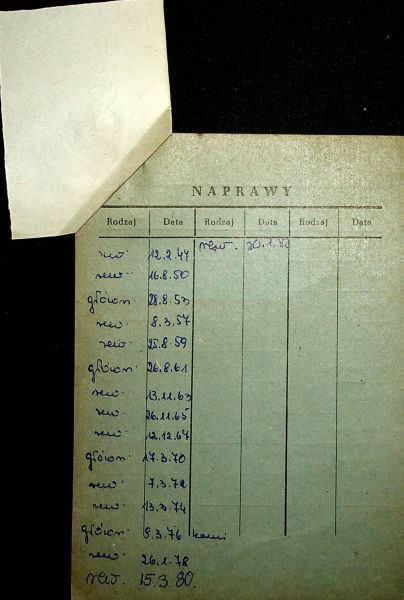 NAPRAWY
Rodzaj Data Rodzaj Data Rodzaj Data
rew. 12.2.47 rew. 30.1.82
rew. 16.8.50
główn 28.8.53
rew. 8.3.57
rew. 25.8.59
główn. 26.8.61
rew. 13.11.63
rew. 26.11.65
rew. 12.12.67
główn. 17.3.70
rew. 7.3.72
rew. 13.3.74
główn. 9.3.76
rew. 26.1.78
rew. 15.3.80.